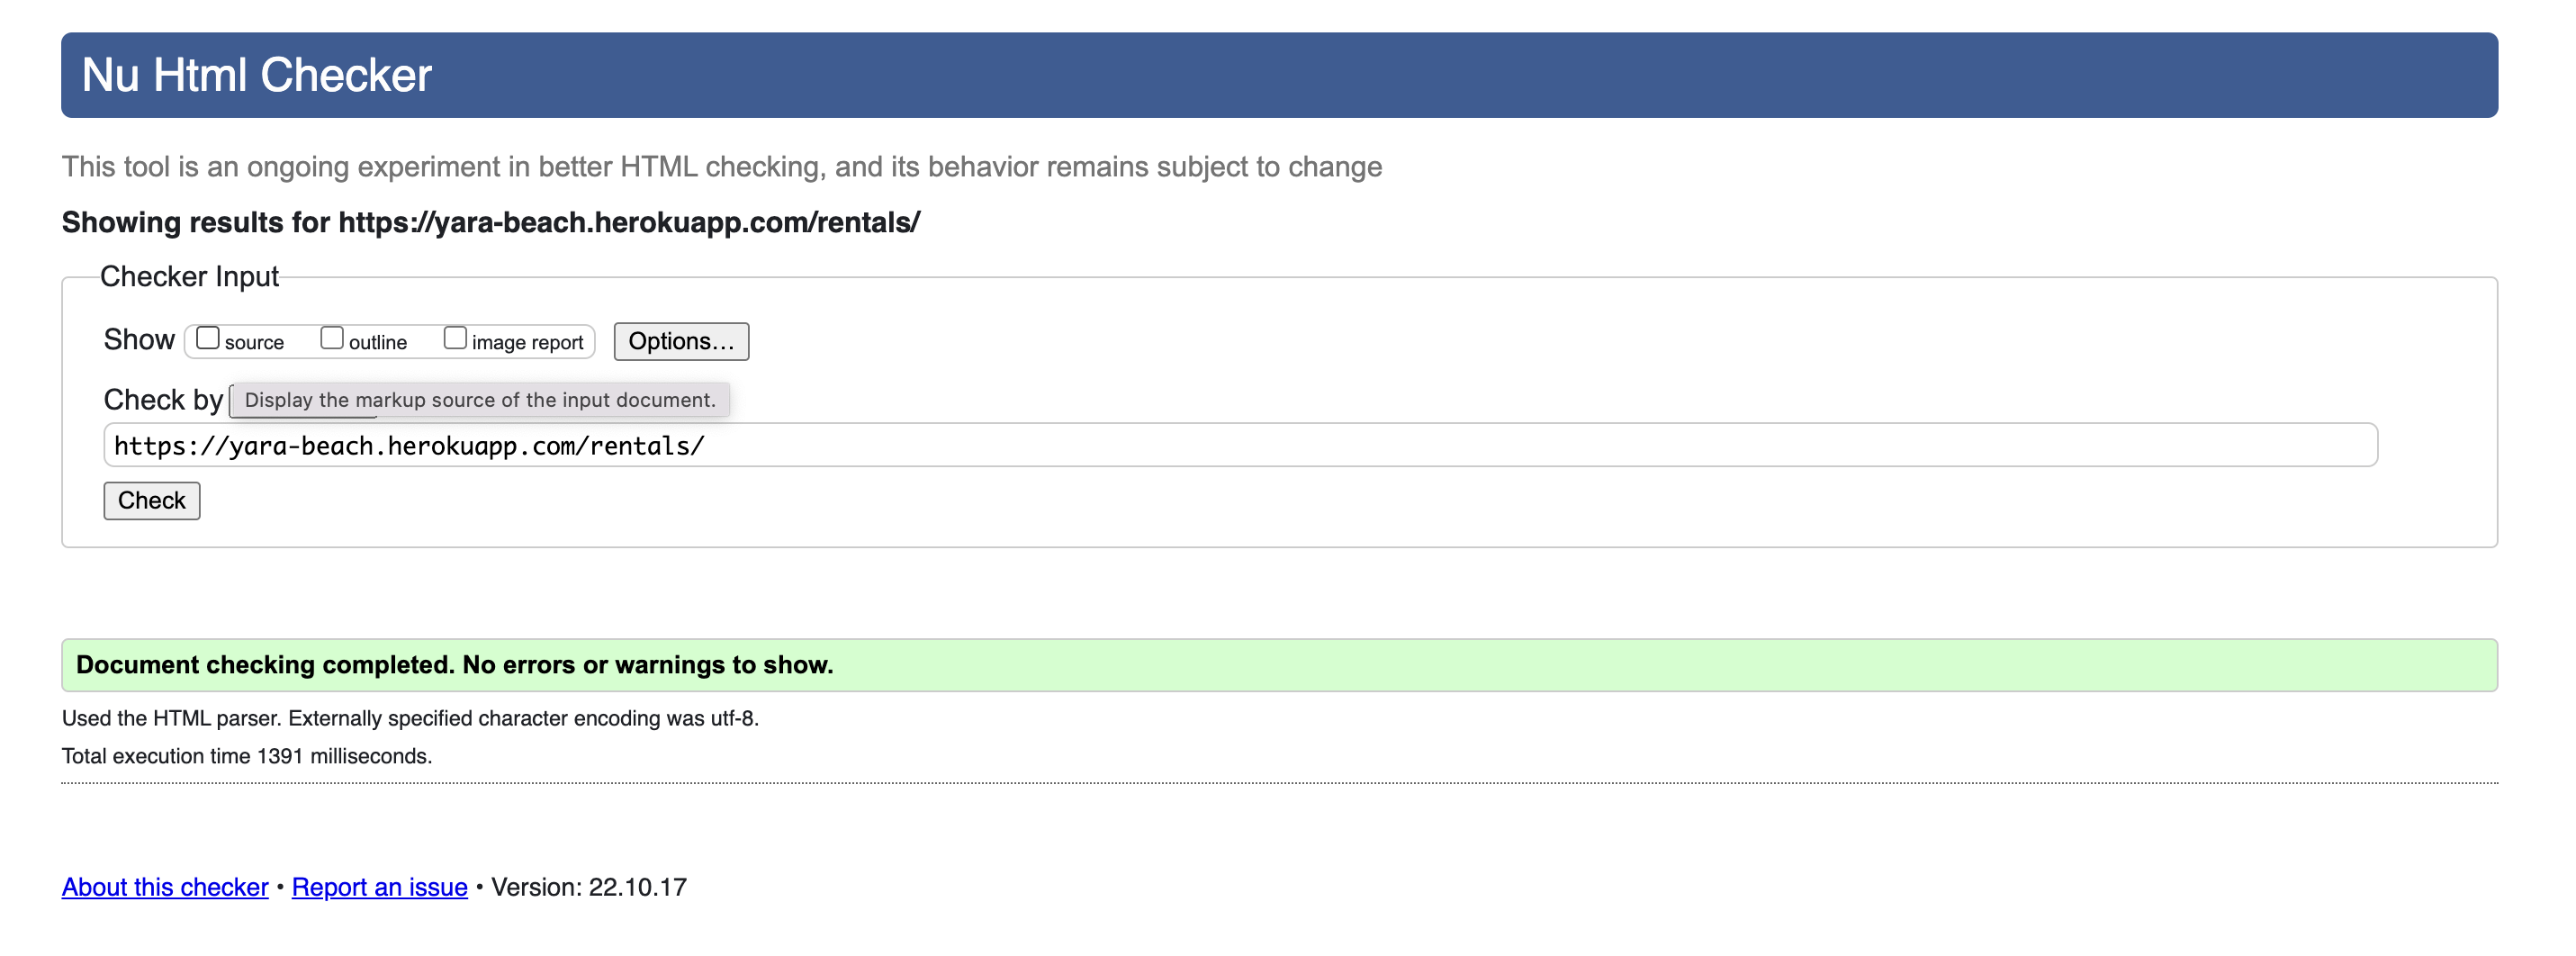 Nu Html Checker
This tool is an ongoing experiment in better HTML checking, and its behavior remains subject to change
Showing results for https://yara-beach.herokuapp.com/rentals/
Checker Input
Show source outline image report Options...
Check by Display the markup source of the input document.
https://yara-beach.herokuapp.com/rentals/
Check
Document checking completed. No errors or warnings to show.
Used the HTML parser. Externally specified character encoding was utf-8.
Total execution time 1391 milliseconds.
About this checker • Report an issue • Version: 22.10.17